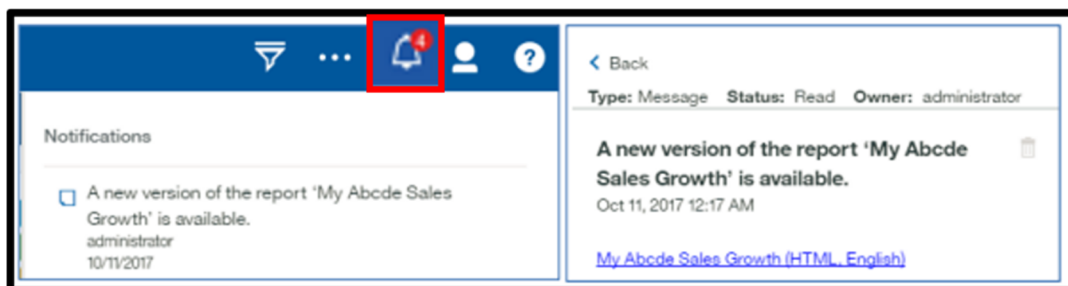 4
?
Notifications
A new version of the report ‘My Abcde Sales
Growth’ is available.
administrator
10/11/2017
Back
Type: Message Status: Read Owner: administrator
A new version of the report ‘My Abcde
Sales Growth’ is available.
Oct 11, 2017 12:17 AM
My Abcde Sales Growth (HTML, English)